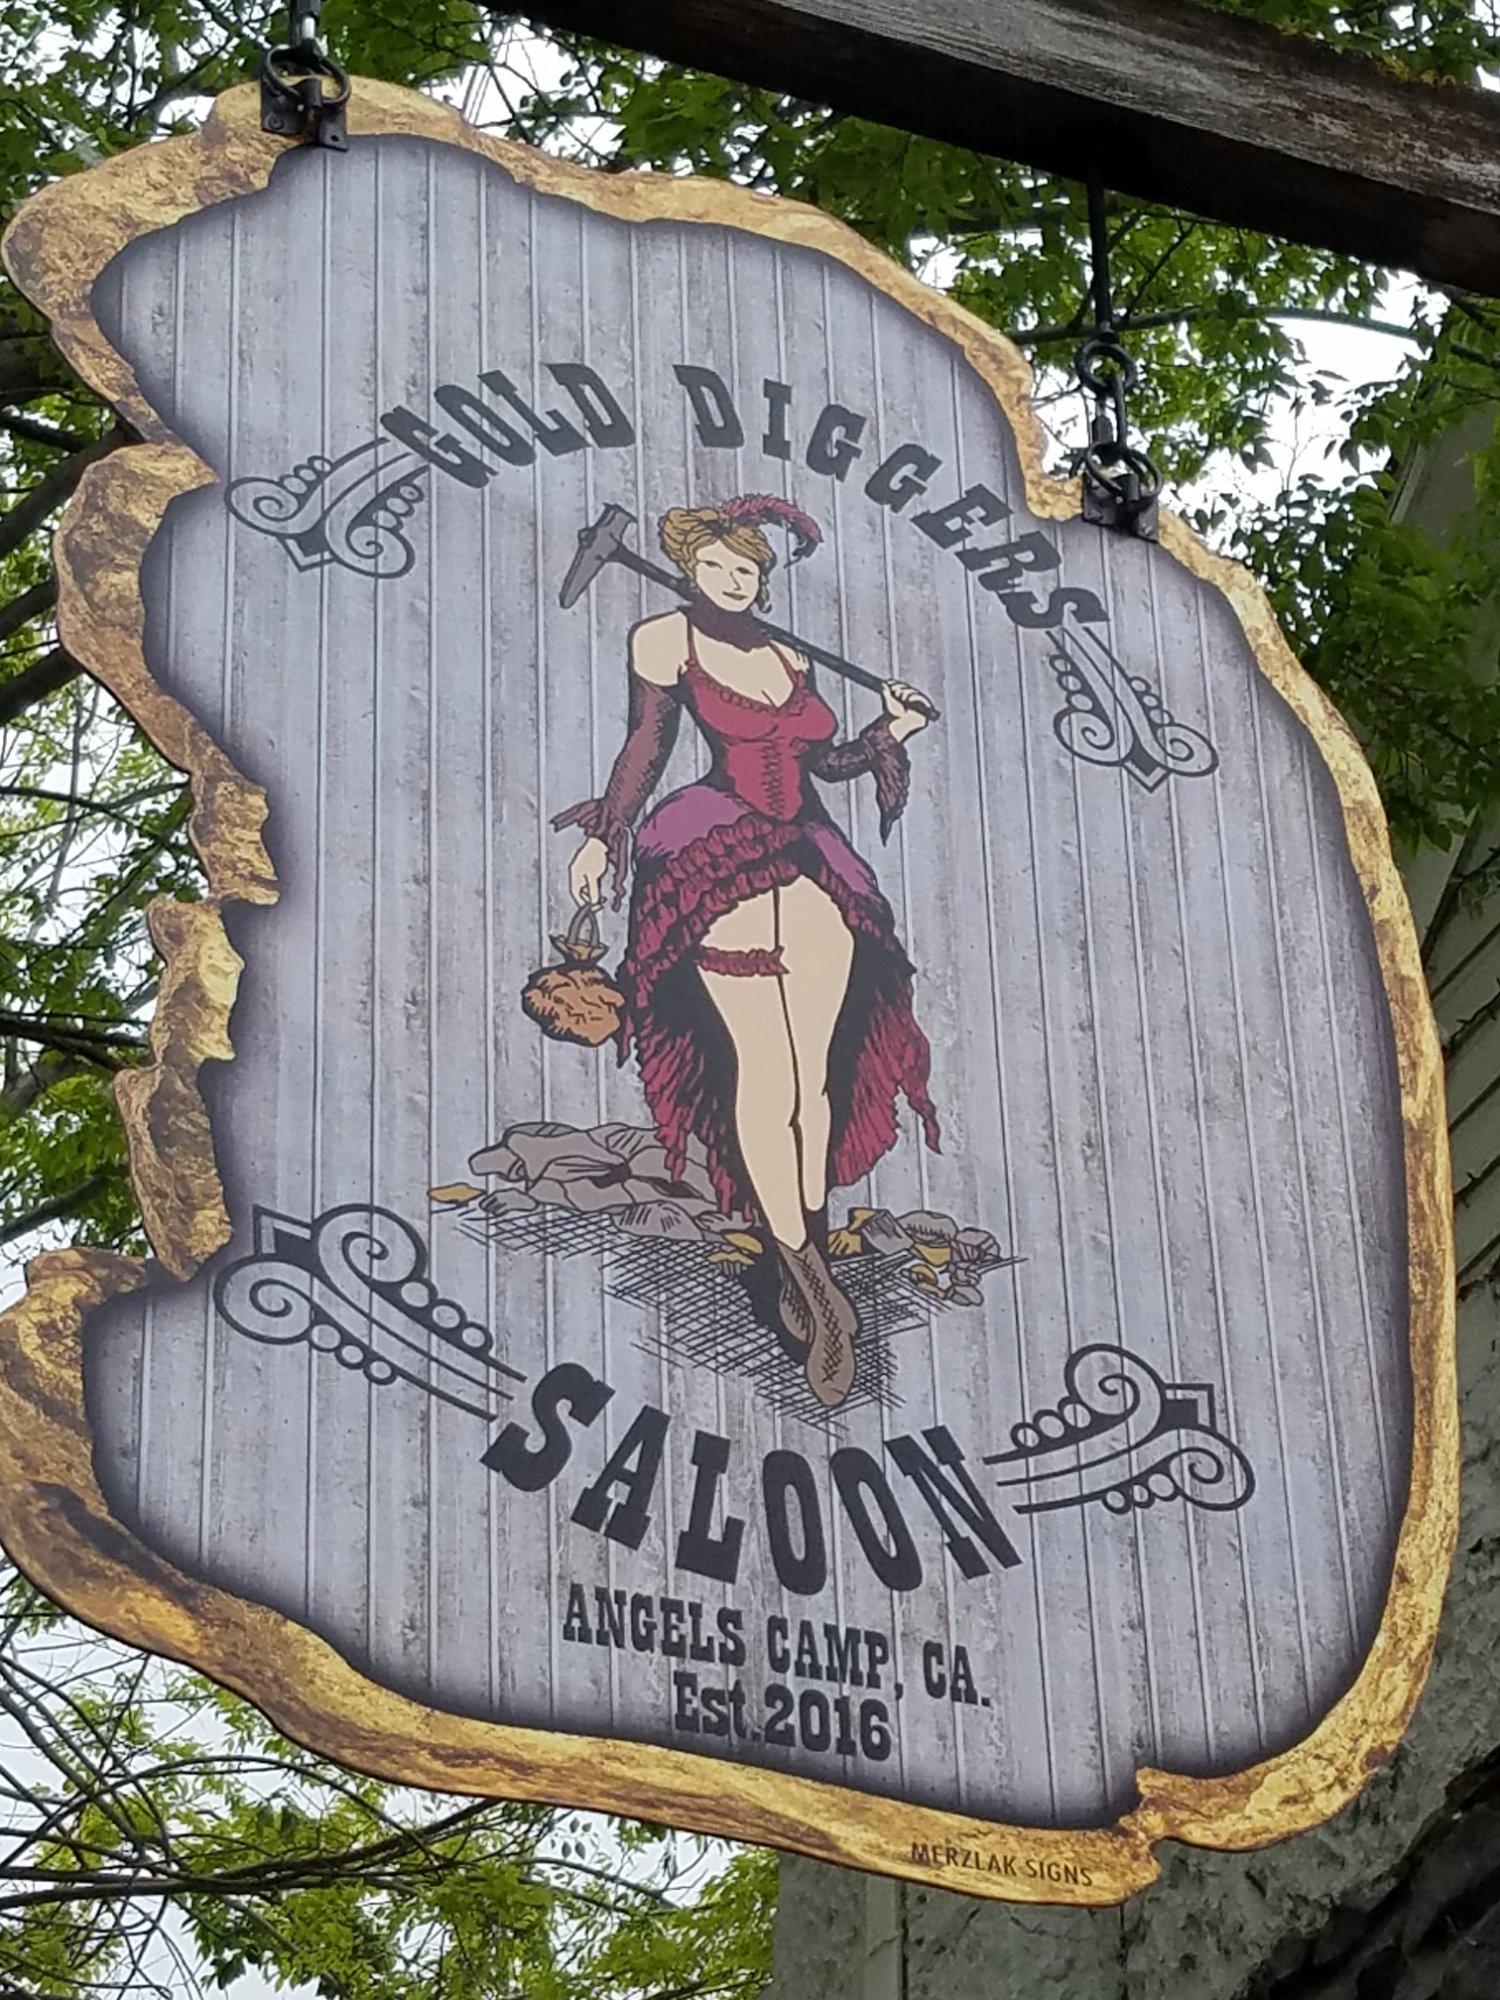 GOLD DIGGERS
SALOON
ANGELS CAMP, CA.
Est.2016
MERZLAK SIGNS